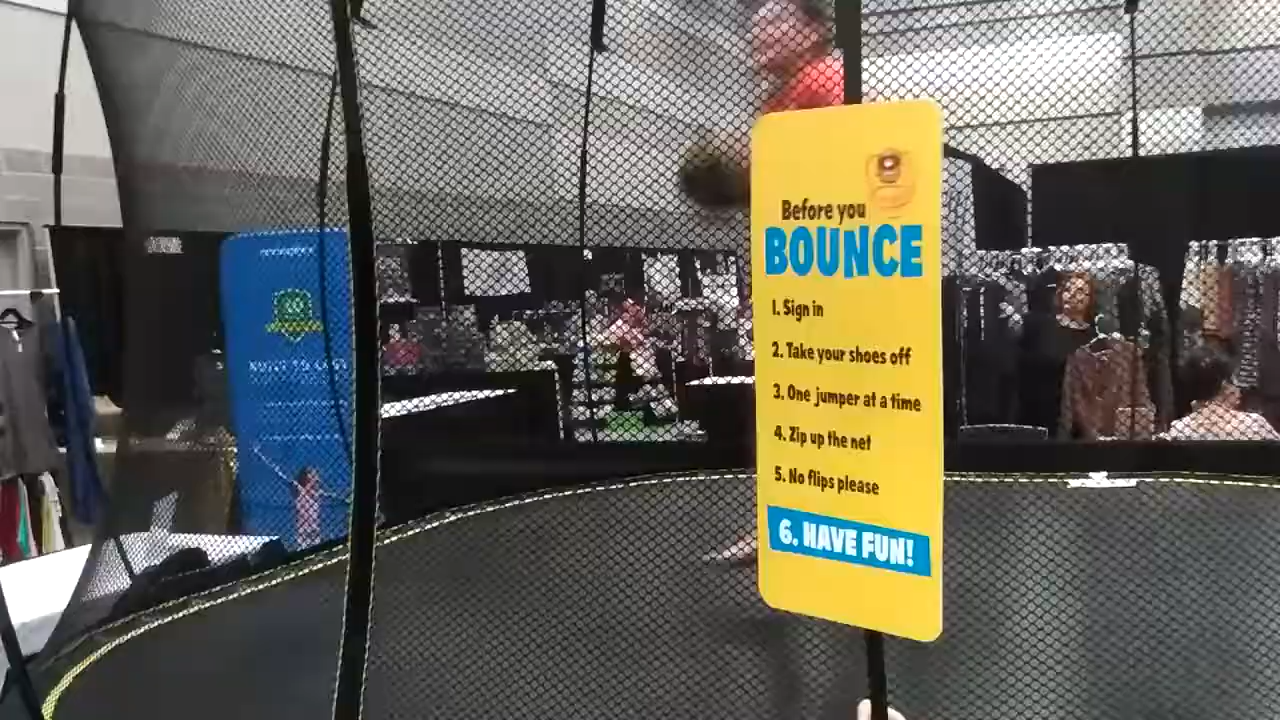 Before you
BOUNCE
1. Sign in
2. Take your shoes off
3. One jumper at a time
4. Zip up the net
5. No flips please
6. HAVE FUN!